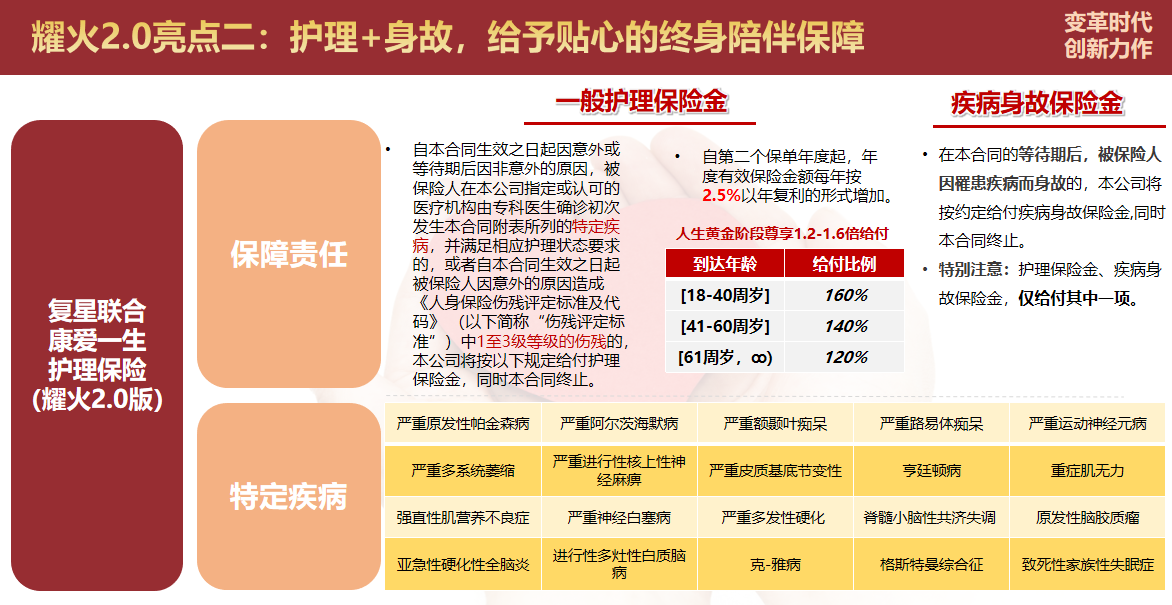 耀火2.0亮点二：护理+身故，给予贴心的终身陪伴保障
变革时代
创新力作
复星联合
康爱一生
护理保险
(耀火2.0版)
保障责任
一般护理保险金
• 自本合同生效之日起因意外或
等待期后因非意外的原因，被
保险人在本公司指定或认可的
医疗机构由专科医生确诊初次
发生本合同附表所列的特定疾
病，并满足相应护理状态要求
的，或者自本合同生效之日起
被保险人因意外的原因造成
《人身保险伤残评定标准及代
码》（以下简称“伤残评定标
准”）中1至3级等级的伤残的，
本公司将按以下规定给付护理
保险金，同时本合同终止。
• 自第二个保单年度起，年
度有效保险金额每年按
2.5%以年复利的形式增加。
人生黄金阶段尊享1.2-1.6倍给付
到达年龄 给付比例
[18-40周岁] 160%
[41-60周岁] 140%
[61周岁，∞) 120%
疾病身故保险金
• 在本合同的等待期后，被保险人
因罹患疾病而身故的，本公司将
按约定给付疾病身故保险金,同时
本合同终止。
• 特别注意：护理保险金、疾病身
故保险金，仅给付其中一项。
特定疾病
严重原发性帕金森病 严重阿尔茨海默病 严重额颞叶痴呆 严重路易体痴呆 严重运动神经元病
严重多系统萎缩 严重进行性核上性神 严重皮质基底节变性 亨廷顿病 重症肌无力
经麻痹
强直性肌营养不良症 严重神经白塞病 严重多发性硬化 脊髓小脑性共济失调 原发性脑胶质瘤
亚急性硬化性全脑炎 进行性多灶性白质脑 克-雅病 格斯特曼综合征 致死性家族性失眠症
病